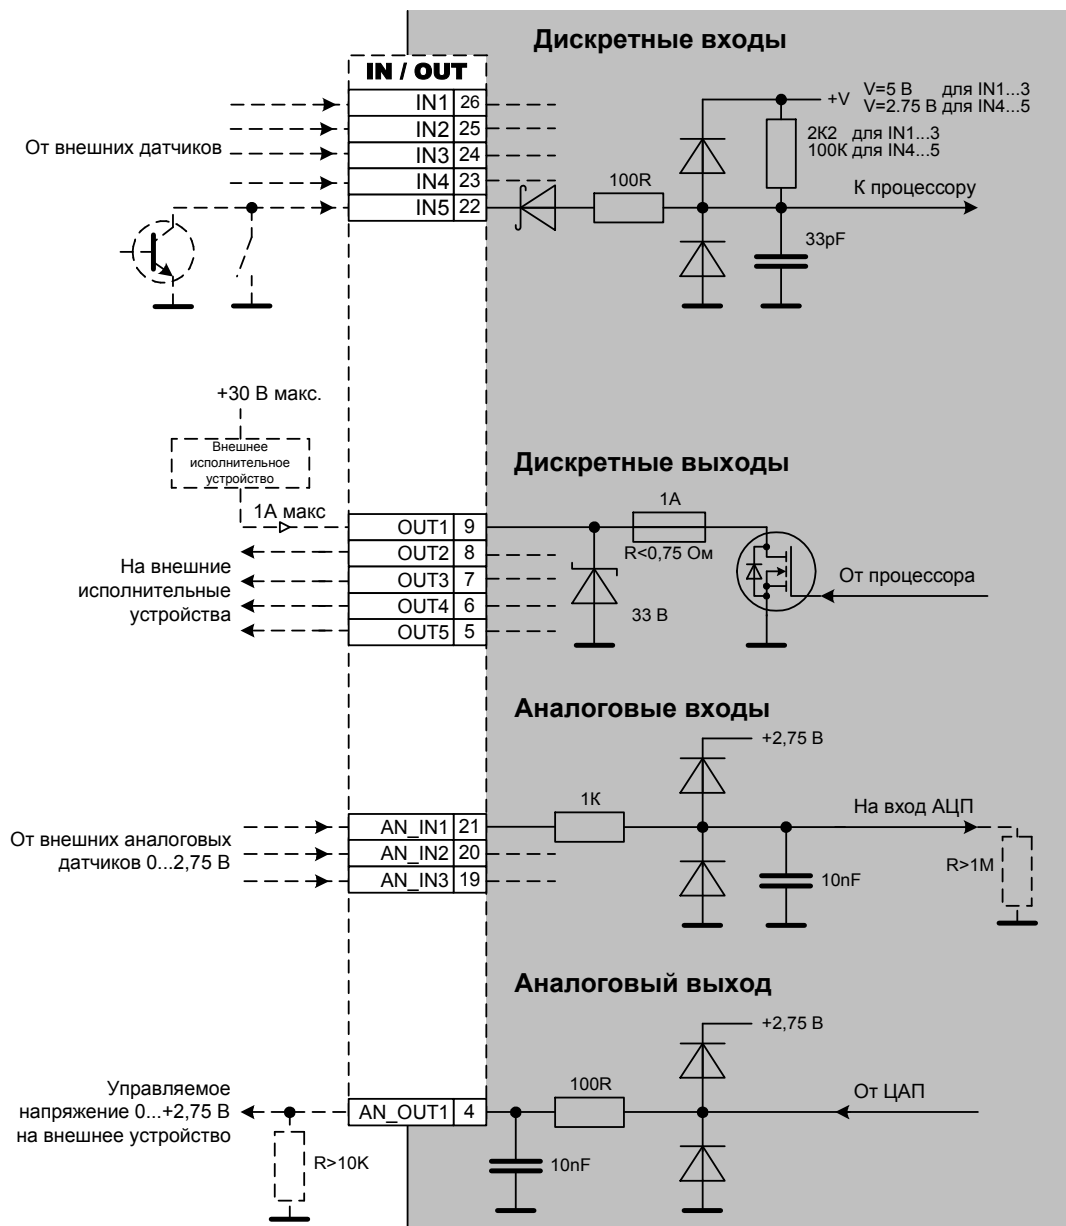 Дискретные входы
IN / OUT
IN1 26
IN2 25
IN3 24
IN4 23
IN5 22
От внешних датчиков
+V
V=5 В для IN1...3
V=2.75 В для IN4...5
2К2 для IN1...3
100К для IN4...5
100R
К процессору
33pF
+30 В макс.
Внешнее
исполнительное
устройство
1А макс
Дискретные выходы
OUT1 9
OUT2 8
OUT3 7
OUT4 6
OUT5 5
На внешние
исполнительные
устройства
1А
R<0,75 Ом
33 В
От процессора
Аналоговые входы
+2,75 В
1К
На вход АЦП
AN_IN1 21
AN_IN2 20
AN_IN3 19
От внешних аналоговых
датчиков 0...2,75 В
10nF
R>1М
Аналоговый выход
+2,75 В
100R
От ЦАП
Управляемое
напряжение 0...+2,75 В
на внешнее устройство
AN_OUT1 4
R>10K
10nF